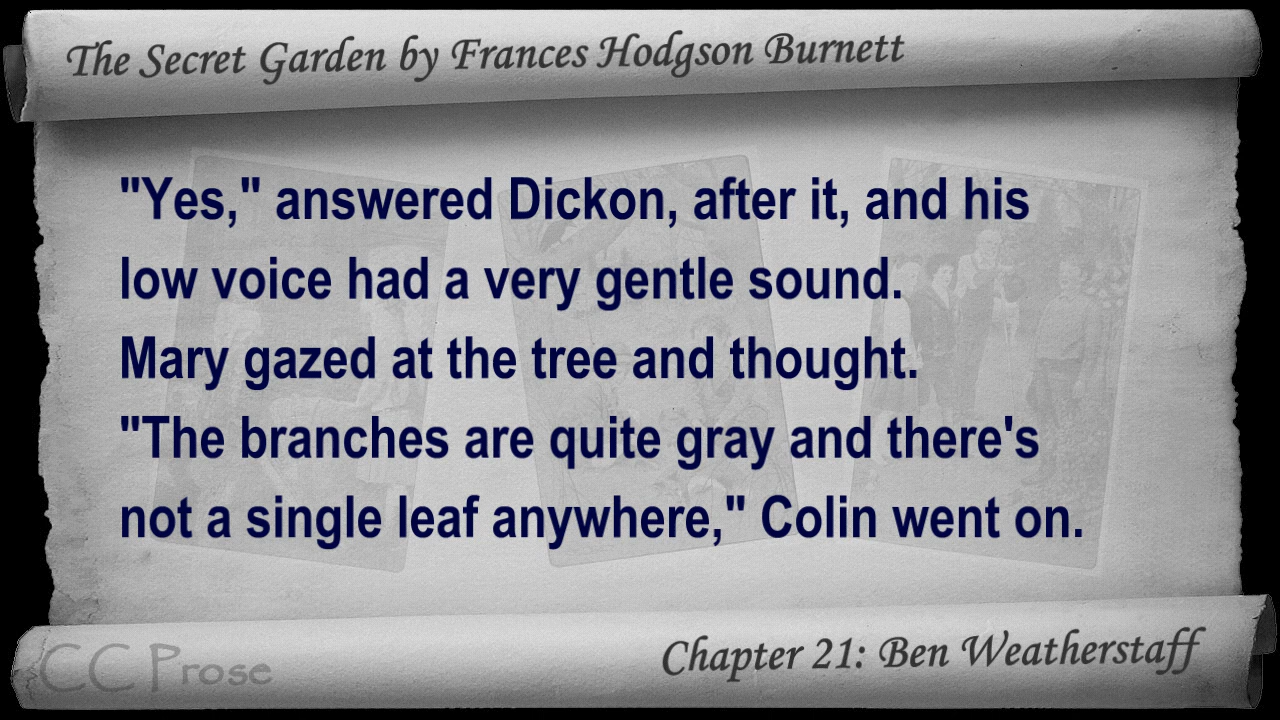 The Secret Garden by Frances Hodgson Burnett
"Yes," answered Dickon, after it, and his
low voice had a very gentle sound.
Mary gazed at the tree and thought.
"The branches are quite gray and there's
not a single leaf anywhere," Colin went on.
CC Prose
Chapter 21: Ben Weatherstaff